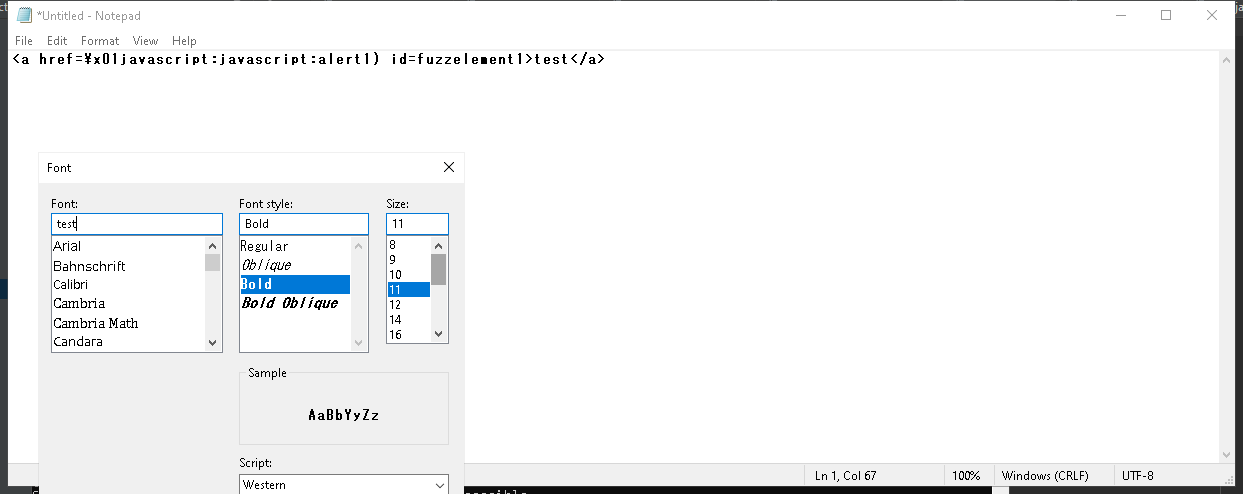 *Untitled - Notepad
File Edit Format View Help
<a href=¥x01javascript:javascript:alert1) id=fuzzelement1>test</a>
Font
Font: Font style: Size:
test Bold 11
Arial Regular 8
Bahnschrift Oblique 9
Calibri Bold 10
Cambria Bold Oblique 11
Cambria Math 12
Candara 14
16
Sample
AaBbYyZz
Script:
Western
Ln 1, Col 67 100% Windows (CRLF) UTF-8